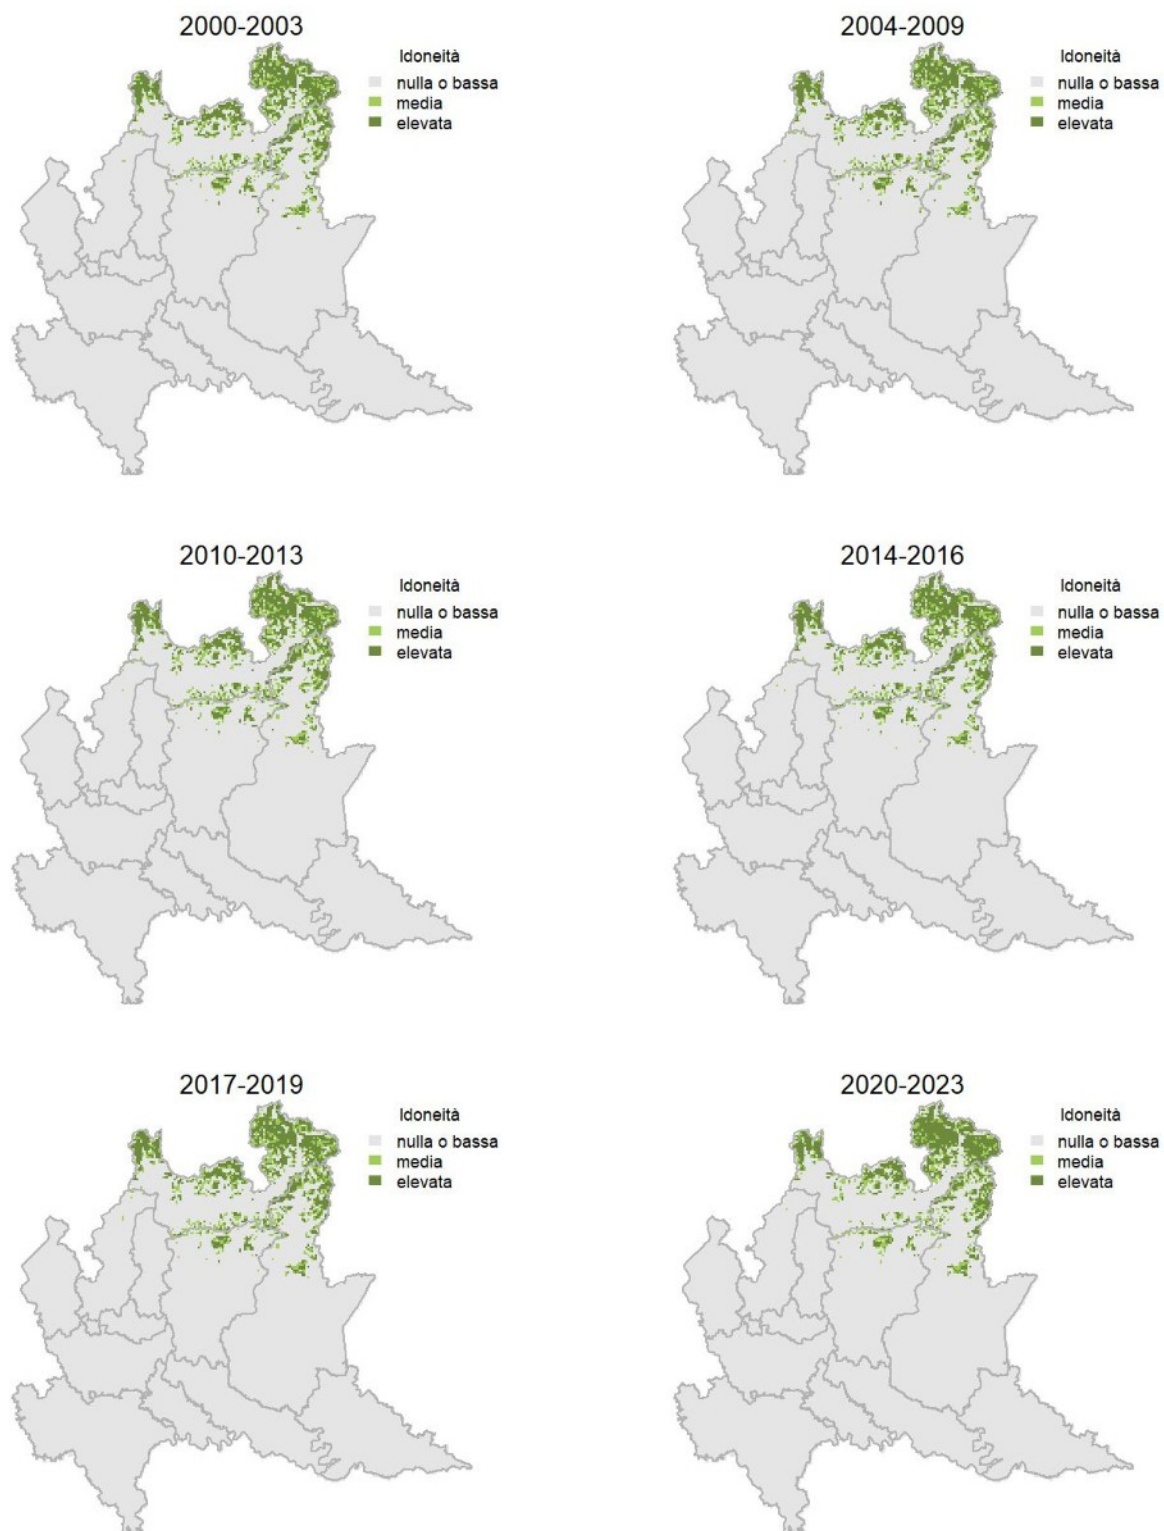 2000-2003
Idoneità
nulla o bassa
media
elevata
2004-2009
Idoneità
nulla o bassa
media
elevata
2010-2013
Idoneità
nulla o bassa
media
elevata
2014-2016
Idoneità
nulla o bassa
media
elevata
2017-2019
Idoneità
nulla o bassa
media
elevata
2020-2023
Idoneità
nulla o bassa
media
elevata